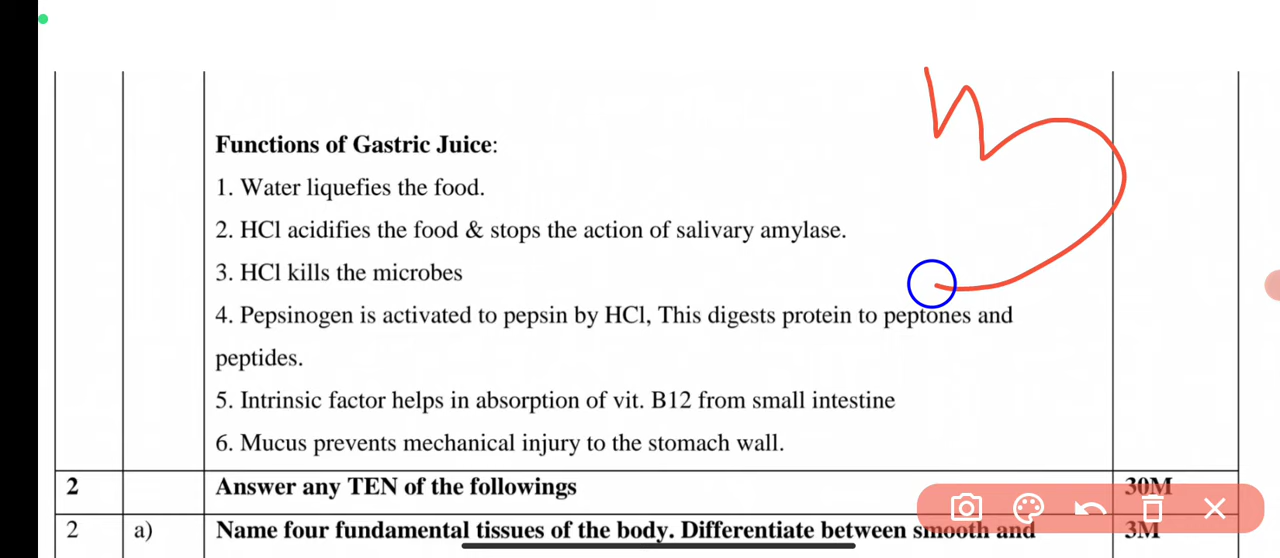 Functions of Gastric Juice:
1. Water liquefies the food.
2. HCl acidifies the food & stops the action of salivary amylase.
3. HCl kills the microbes
4. Pepsinogen is activated to pepsin by HCl, This digests protein to peptones and
peptides.
5. Intrinsic factor helps in absorption of vit. B12 from small intestine
6. Mucus prevents mechanical injury to the stomach wall.
2 Answer any TEN of the followings 30M
2 a) Name four fundamental tissues of the body. Differentiate between smooth and 3M